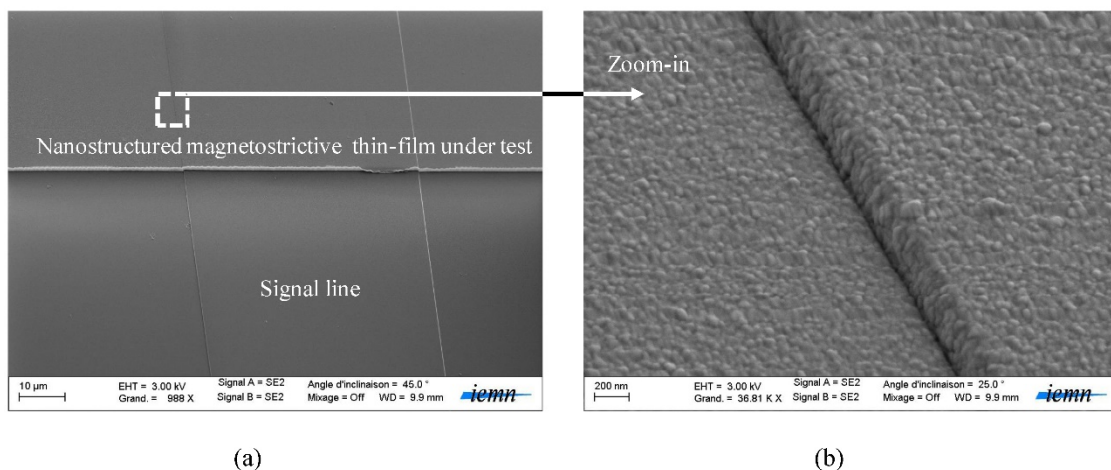 Zoom-in
Nanostructured magnetostrictive thin-film under test
Signal line
10 µm
EHT = 3.00 kV
Signal A = SE2
Angle d'inclinaison = 45.0 °
Grand. = 988 X
Signal B = SE2
Mixage = Off
WD = 9.9 mm
iemn
200 nm
EHT = 3.00 kV
Signal A = SE2
Angle d'inclinaison = 25.0 °
Grand. = 36.81 K X
Signal B = SE2
Mixage = Off
WD = 9.9 mm
iemn
(a)
(b)